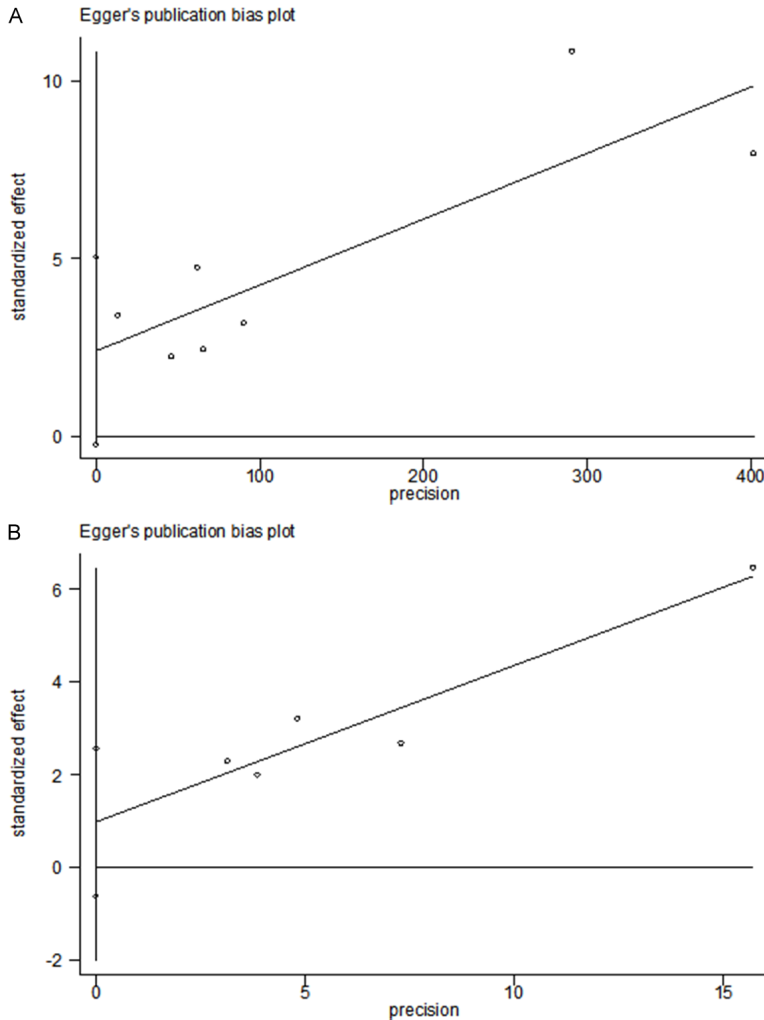 A
Egger's publication bias plot
standardized effect
10
5
0
0 100 200 300 400
precision
B
Egger's publication bias plot
standardized effect
6
4
2
0
-2
0 5 10 15
precision